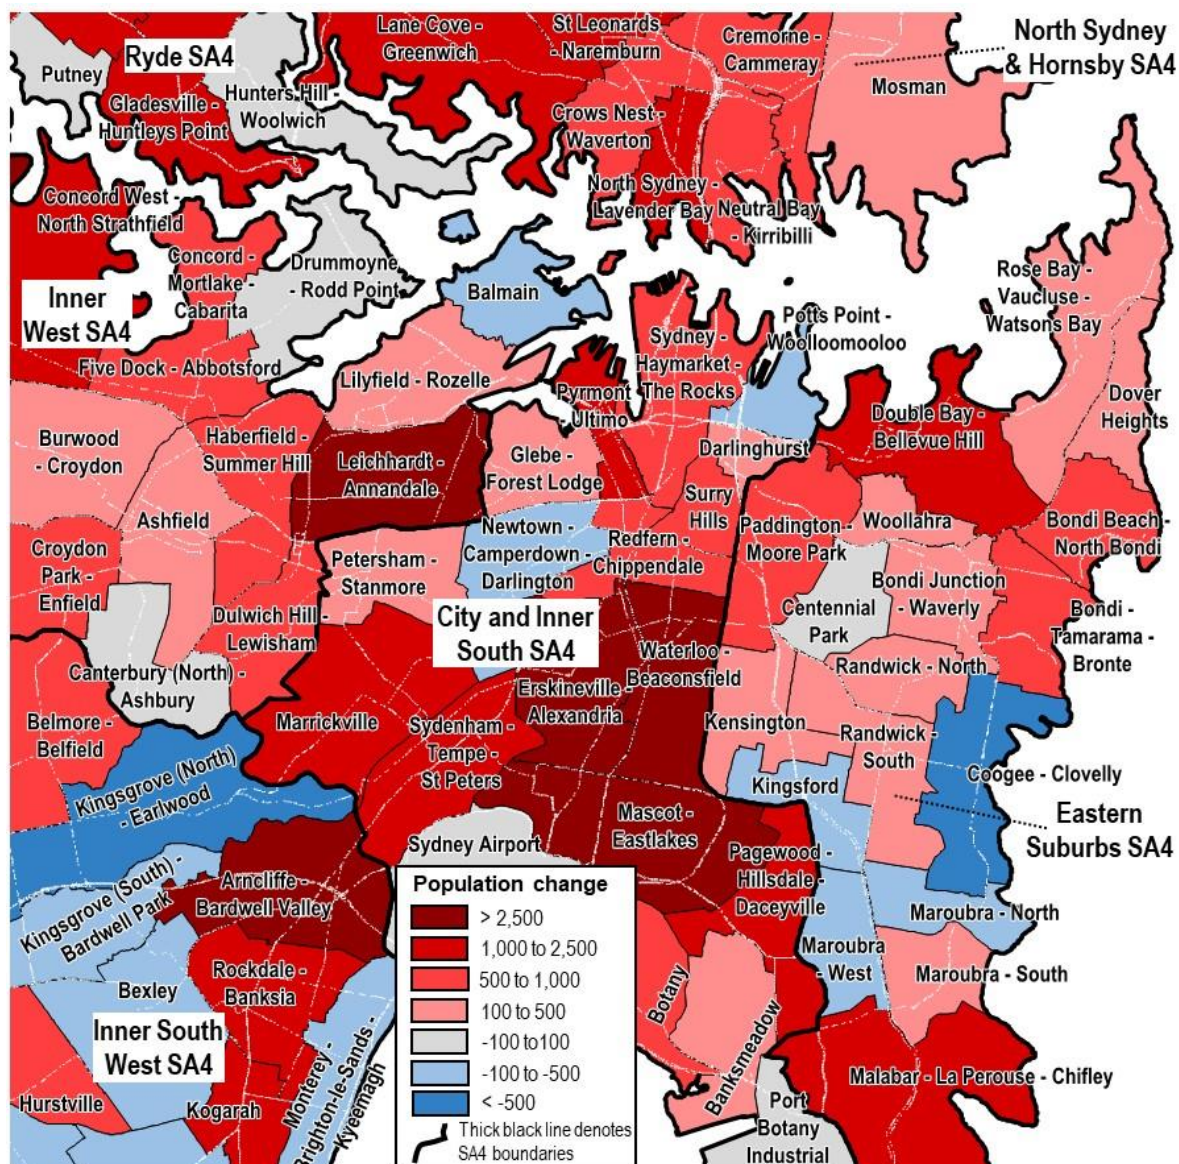 Lane Cove -
Greenwich
St Leonards
- Naremburn
Cremorne -
Cammeray
North Sydney
& Hornsby SA4
Ryde SA4
Putney
Mosman
Gladesville -
Huntleys Point
Hunters Hill -
Woolwich
Crows Nest -
Waverton
Concord West -
North Strathfield
North Sydney -
Lavender Bay
Neutral Bay
- Kirribilli
Concord -
Mortlake -
Cabarita
Drummoyne
- Rodd Point
Rose Bay -
Vaucluse -
Watsons Bay
Inner
West SA4
Balmain
Potts Point -
Woolloomooloo
Sydney -
Haymarket -
The Rocks
Five Dock - Abbotsford
Lilyfield - Rozelle
Pyrmont
- Ultimo
Dover
Heights
Double Bay -
Bellevue Hill
Burwood
- Croydon
Haberfield -
Summer Hill
Leichhardt -
Annandale
Glebe -
Forest Lodge
Darlinghurst
Surry
Hills
Ashfield
Newtown -
Camperdown -
Darlington
Redfern -
Chippendale
Paddington -
Moore Park
Woollahra
Bondi Beach -
North Bondi
Croydon
Park -
Enfield
Petersham -
Stanmore
Bondi Junction
- Waverly
Dulwich Hill -
Lewisham
City and Inner
South SA4
Centennial
Park
Bondi -
Tamarama -
Bronte
Canterbury (North) -
Ashbury
Waterloo -
Beaconsfield
Randwick - North
Erskineville -
Alexandria
Belmore -
Belfield
Marrickville
Sydenham -
Tempe -
St Peters
Kensington
Randwick -
South
Kingsgrove (North)
- Earlwood
Kingsford
Coogee - Clovelly
Mascot -
Eastlakes
Eastern
Suburbs SA4
Sydney Airport
Pagewood -
Hillsdale -
Daceyville
Kingsgrove (South) -
Bardwell Park
Arncliffe -
Bardwell Valley
Population change
> 2,500
1,000 to 2,500
500 to 1,000
100 to 500
-100 to100
-100 to -500
< -500
Thick black line denotes
SA4 boundaries
Maroubra - North
Maroubra
- West
Maroubra - South
Rockdale -
Banksia
Bexley
Botany
Inner South
West SA4
Banksmeadow
Malabar - La Perouse - Chifley
Hurstville
Kogarah
Monterey -
Brighton-le-Sands -
Kyeemagh
Port
Botany
Industrial